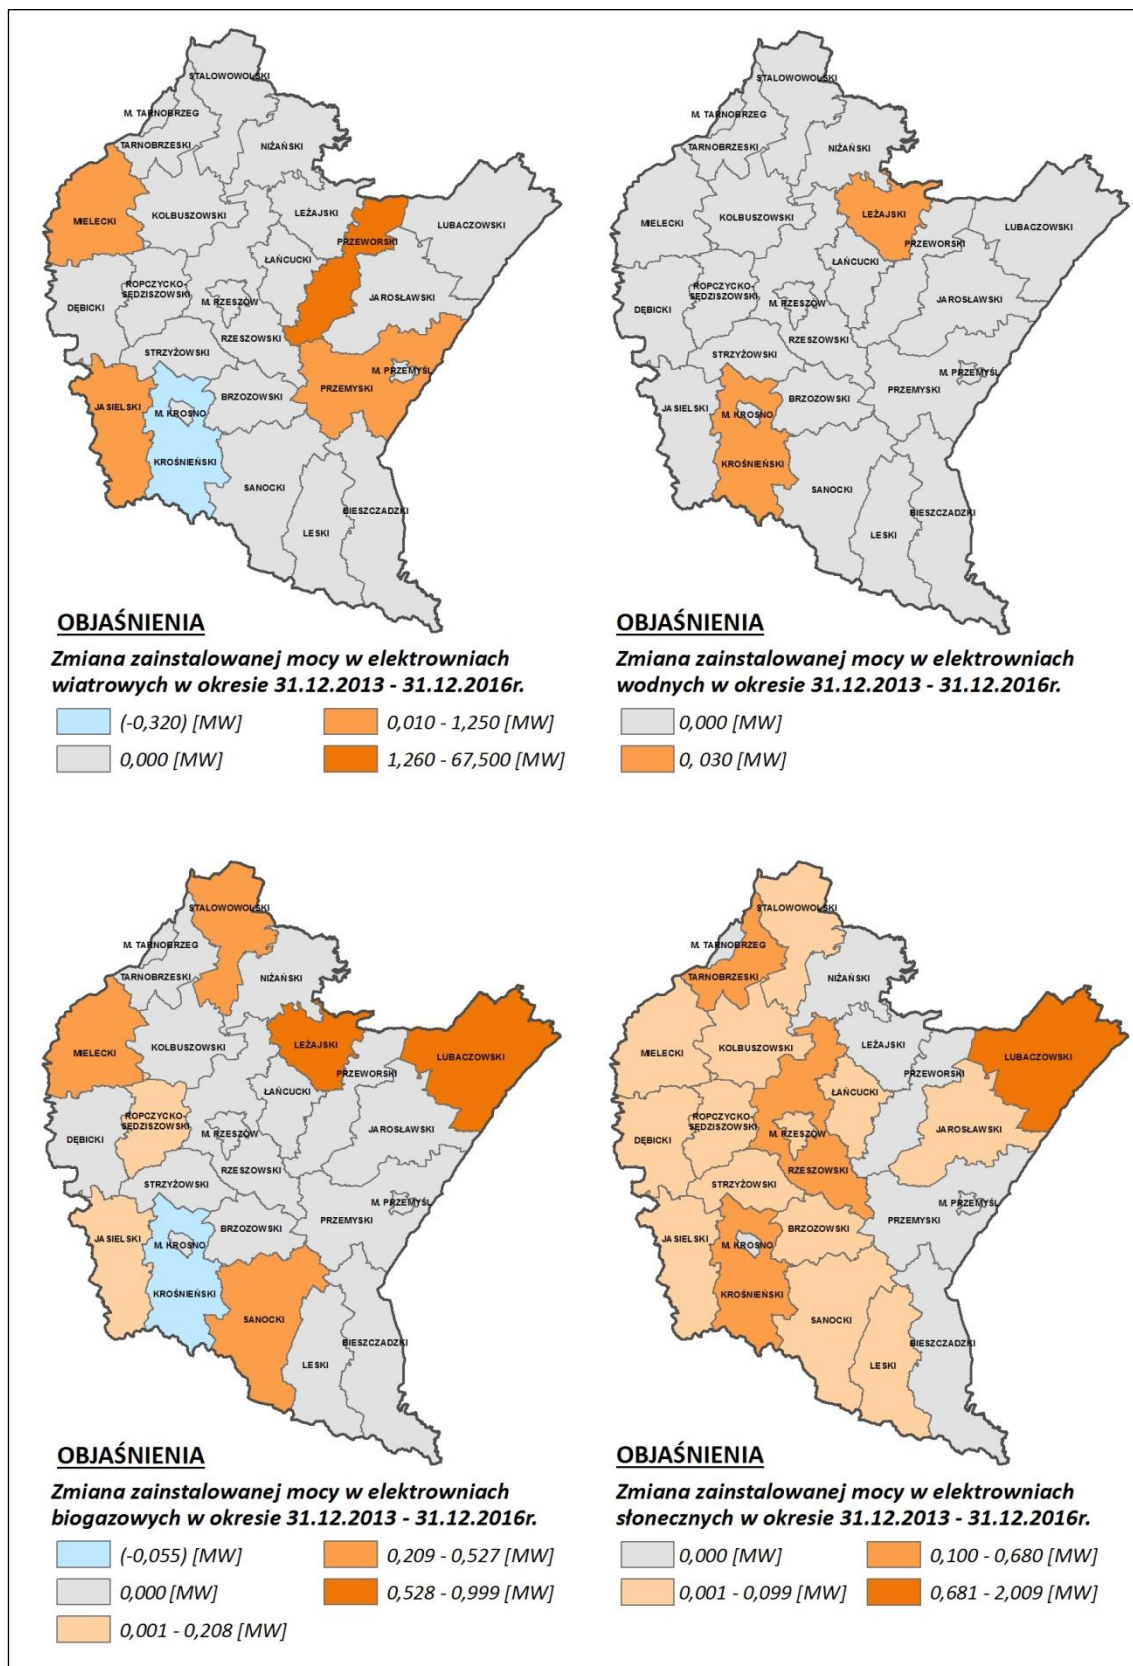 STALOWOWOLSKI
M. TARNOBRZEG
TARNOBRZESKI
NIŻAŃSKI
MIELECKI
KOLBUSZOWSKI
LEŻAJSKI
LUBACZOWSKI
PRZEWORSKI
ŁAŃCUCKI
ROPCZYCKO-
SĘDZISZOWSKI
DĘBICKI
M. RZESZÓW
JAROSŁAWSKI
RZESZOWSKI
STRZYŻOWSKI
M. PRZEMYŚL
PRZEMYSKI
BRZOZOWSKI
JASIELSKI
M. KROSNO
KROŚNIEŃSKI
SANOCKI
BIESZCZADZKI
LESKI
OBJAŚNIENIA
Zmiana zainstalowanej mocy w elektrowniach
wiatrowych w okresie 31.12.2013 - 31.12.2016r.
(-0,320) [MW]
0,010 - 1,250 [MW]
0,000 [MW]
1,260 - 67,500 [MW]
STALOWOWOLSKI
M. TARNOBRZEG
TARNOBRZESKI
NIŻAŃSKI
MIELECKI
KOLBUSZOWSKI
LEŻAJSKI
LUBACZOWSKI
PRZEWORSKI
ŁAŃCUCKI
ROPCZYCKO-
SĘDZISZOWSKI
DĘBICKI
M. RZESZÓW
JAROSŁAWSKI
RZESZOWSKI
STRZYŻOWSKI
M. PRZEMYŚL
PRZEMYSKI
BRZOZOWSKI
JASIELSKI
M. KROSNO
KROŚNIEŃSKI
SANOCKI
BIESZCZADZKI
LESKI
OBJAŚNIENIA
Zmiana zainstalowanej mocy w elektrowniach
wodnych w okresie 31.12.2013 - 31.12.2016r.
0,000 [MW]
0, 030 [MW]
STALOWOWOLSKI
M. TARNOBRZEG
TARNOBRZESKI
NIŻAŃSKI
MIELECKI
KOLBUSZOWSKI
LEŻAJSKI
LUBACZOWSKI
PRZEWORSKI
ŁAŃCUCKI
ROPCZYCKO-
SĘDZISZOWSKI
DĘBICKI
M. RZESZÓW
JAROSŁAWSKI
RZESZOWSKI
STRZYŻOWSKI
M. PRZEMYŚL
PRZEMYSKI
BRZOZOWSKI
JASIELSKI
M. KROSNO
KROŚNIEŃSKI
SANOCKI
BIESZCZADZKI
LESKI
OBJAŚNIENIA
Zmiana zainstalowanej mocy w elektrowniach
biogazowych w okresie 31.12.2013 - 31.12.2016r.
(-0,055) [MW]
0,209 - 0,527 [MW]
0,000 [MW]
0,528 - 0,999 [MW]
0,001 - 0,208 [MW]
STALOWOWOLSKI
M. TARNOBRZEG
TARNOBRZESKI
NIŻAŃSKI
MIELECKI
KOLBUSZOWSKI
LEŻAJSKI
LUBACZOWSKI
PRZEWORSKI
ŁAŃCUCKI
ROPCZYCKO-
SĘDZISZOWSKI
DĘBICKI
M. RZESZÓW
JAROSŁAWSKI
RZESZOWSKI
STRZYŻOWSKI
M. PRZEMYŚL
PRZEMYSKI
BRZOZOWSKI
JASIELSKI
M. KROSNO
KROŚNIEŃSKI
SANOCKI
BIESZCZADZKI
LESKI
OBJAŚNIENIA
Zmiana zainstalowanej mocy w elektrowniach
słonecznych w okresie 31.12.2013 - 31.12.2016r.
0,000 [MW]
0,100 - 0,680 [MW]
0,001 - 0,099 [MW]
0,681 - 2,009 [MW]